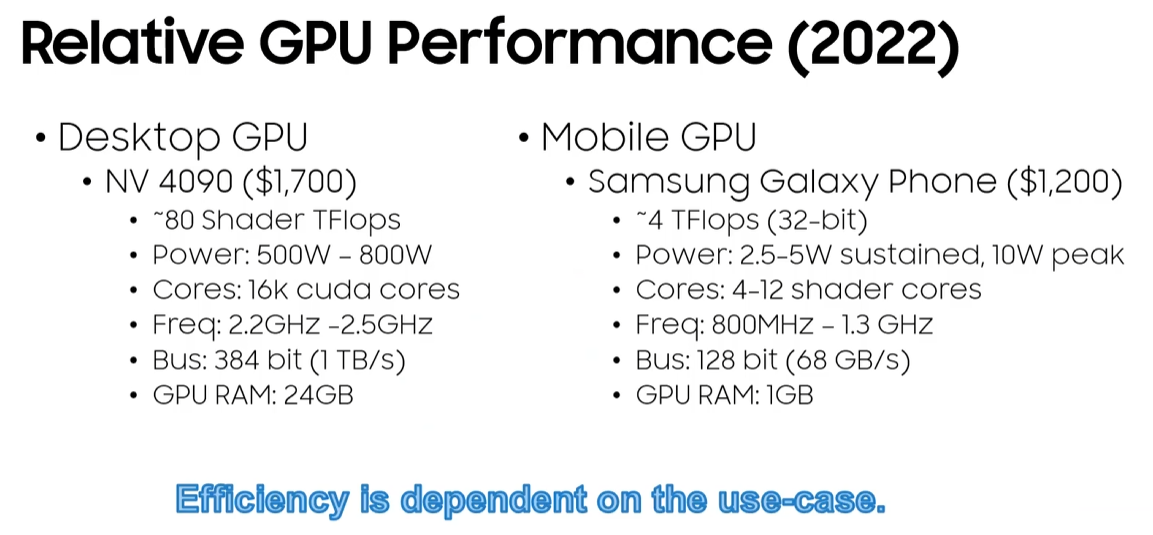 Relative GPU Performance (2022)
• Desktop GPU
• NV 4090 ($1,700)
• ~80 Shader TFlops
• Power: 500W – 800W
• Cores: 16k cuda cores
• Freq: 2.2GHz -2.5GHz
• Bus: 384 bit (1 TB/s)
• GPU RAM: 24GB
• Mobile GPU
• Samsung Galaxy Phone ($1,200)
• ~4 TFlops (32-bit)
• Power: 2.5-5W sustained, 10W peak
• Cores: 4-12 shader cores
• Freq: 800MHZ – 1.3 GHz
• Bus: 128 bit (68 GB/s)
• GPU RAM: 1GB
Efficiency is dependent on the use-case.